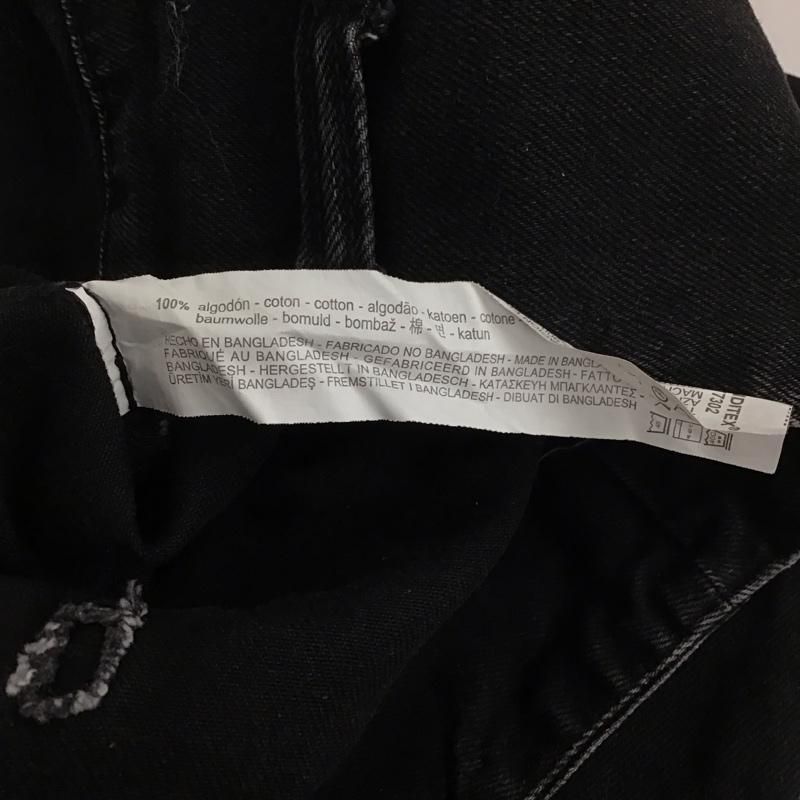 100% algodón - coton - cotton - algodão - katoen - cotone -
baumwolle - bomuld - bombaž - 棉 - 면 - katun
HECHO EN BANGLADESH - FABRICADO NO BANGLADESH - MADE IN
FABRIQUÉ AU BANGLADESH - GEFABRICEERD IN BANGLADESH - FATTO
BANGLADESH - HERGESTELLT IN BANGLADESCH - ΚΑΤΑΣΚΕΥΗ ΜΠΑΓΚΛΑΝΤΕΣ -
ÜRETİM YERİ BANGLADEŞ - FREMSTILLET I BANGLADESH - DIBUAT DI BANGLADESH
7302